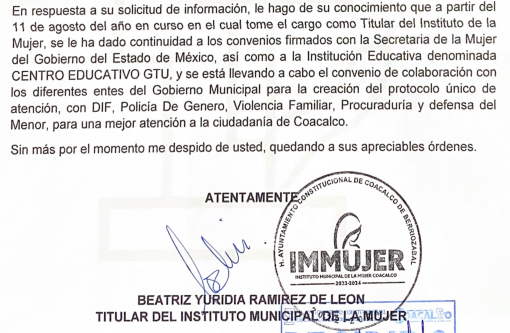 En respuesta a su solicitud de información, le hago de su conocimiento que a partir del
11 de agosto del año en curso en el cual tome el cargo como Titular del Instituto de la
Mujer, se le ha dado continuidad a los convenios firmados con la Secretaria de la Mujer
del Gobierno del Estado de México, así como a la Institución Educativa denominada
CENTRO EDUCATIVO GTU, y se está llevando a cabo el convenio de colaboración con
los diferentes entes del Gobierno Municipal para la creación del protocolo único de
atención, con DIF, Policía De Genero, Violencia Familiar, Procuraduría y defensa del
Menor, para una mejor atención a la ciudadanía de Coacalco.
Sin más por el momento me despido de usted, quedando a sus apreciables órdenes.
ATENTAMENTE
H. AYUNTAMIENTO CONSTITUCIONAL DE COACALCO DE BERRIOZABAL
IMMUJER
INSTITUTO MUNICIPAL DE LA MUJER COACALCO
2022-2024
BEATRIZ YURIDIA RAMIREZ DE LEON
TITULAR DEL INSTITUTO MUNICIPAL DE LA MUJER